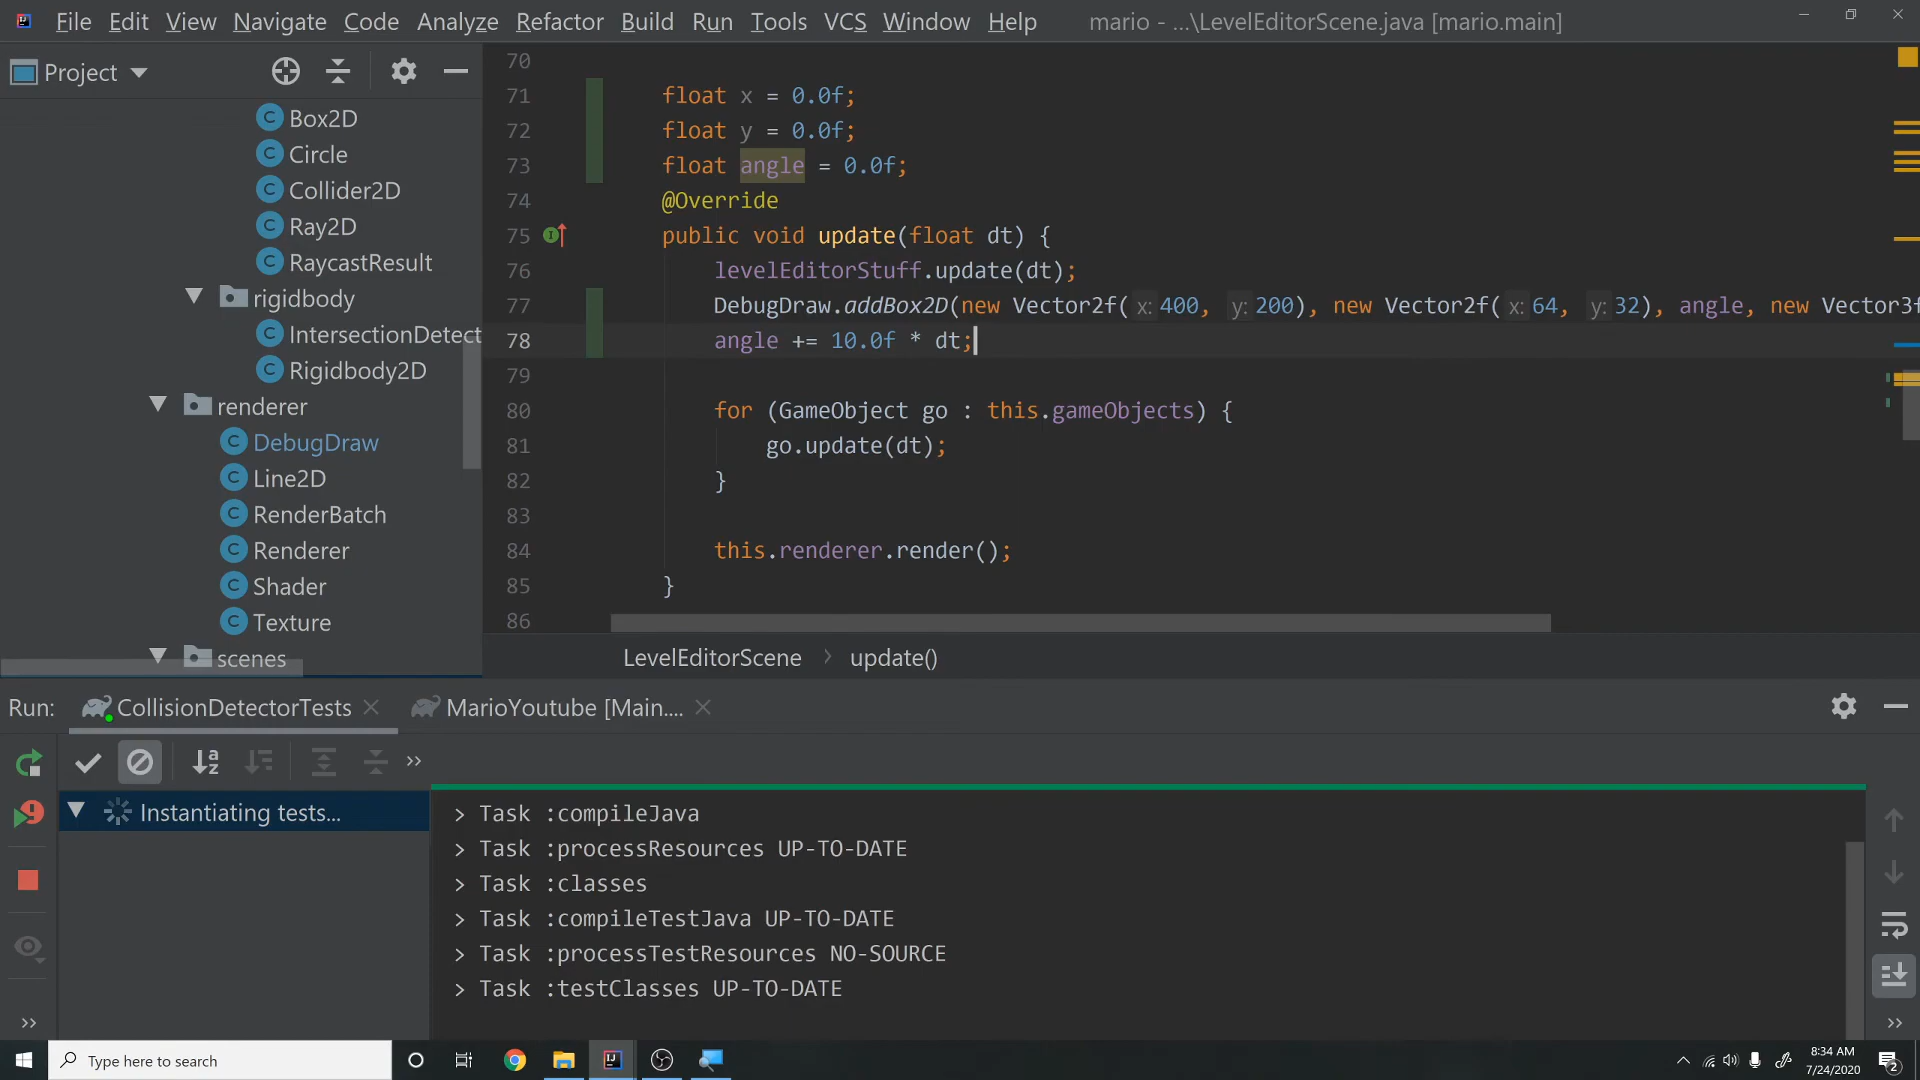 File Edit View Navigate Code Analyze Refactor Build Run Tools VCS Window Help mario - ...\LevelEditorScene.java [mario.main]
Project
Box2D
Circle
Collider2D
Ray2D
RaycastResult
rigidbody
IntersectionDetect
Rigidbody2D
renderer
DebugDraw
Line2D
RenderBatch
Renderer
Shader
Texture
scenes
70
71 float x = 0.0f;
72 float y = 0.0f;
73 float angle = 0.0f;
74 @Override
75 public void update(float dt) {
76 levelEditorStuff.update(dt);
77 DebugDraw.addBox2D(new Vector2f( x: 400, y: 200), new Vector2f( x: 64, y: 32), angle, new Vector3f
78 angle += 10.0f * dt;
79
80 for (GameObject go : this.gameObjects) {
81 go.update(dt);
82 }
83
84 this.renderer.render();
85 }
86
LevelEditorScene › update()
Run: CollisionDetectorTests MarioYoutube [Main....
Instantiating tests...
> Task :compileJava
> Task :processResources UP-TO-DATE
> Task :classes
> Task :compileTestJava UP-TO-DATE
> Task :processTestResources NO-SOURCE
> Task :testClasses UP-TO-DATE
Type here to search
8:34 AM
7/24/2020
2